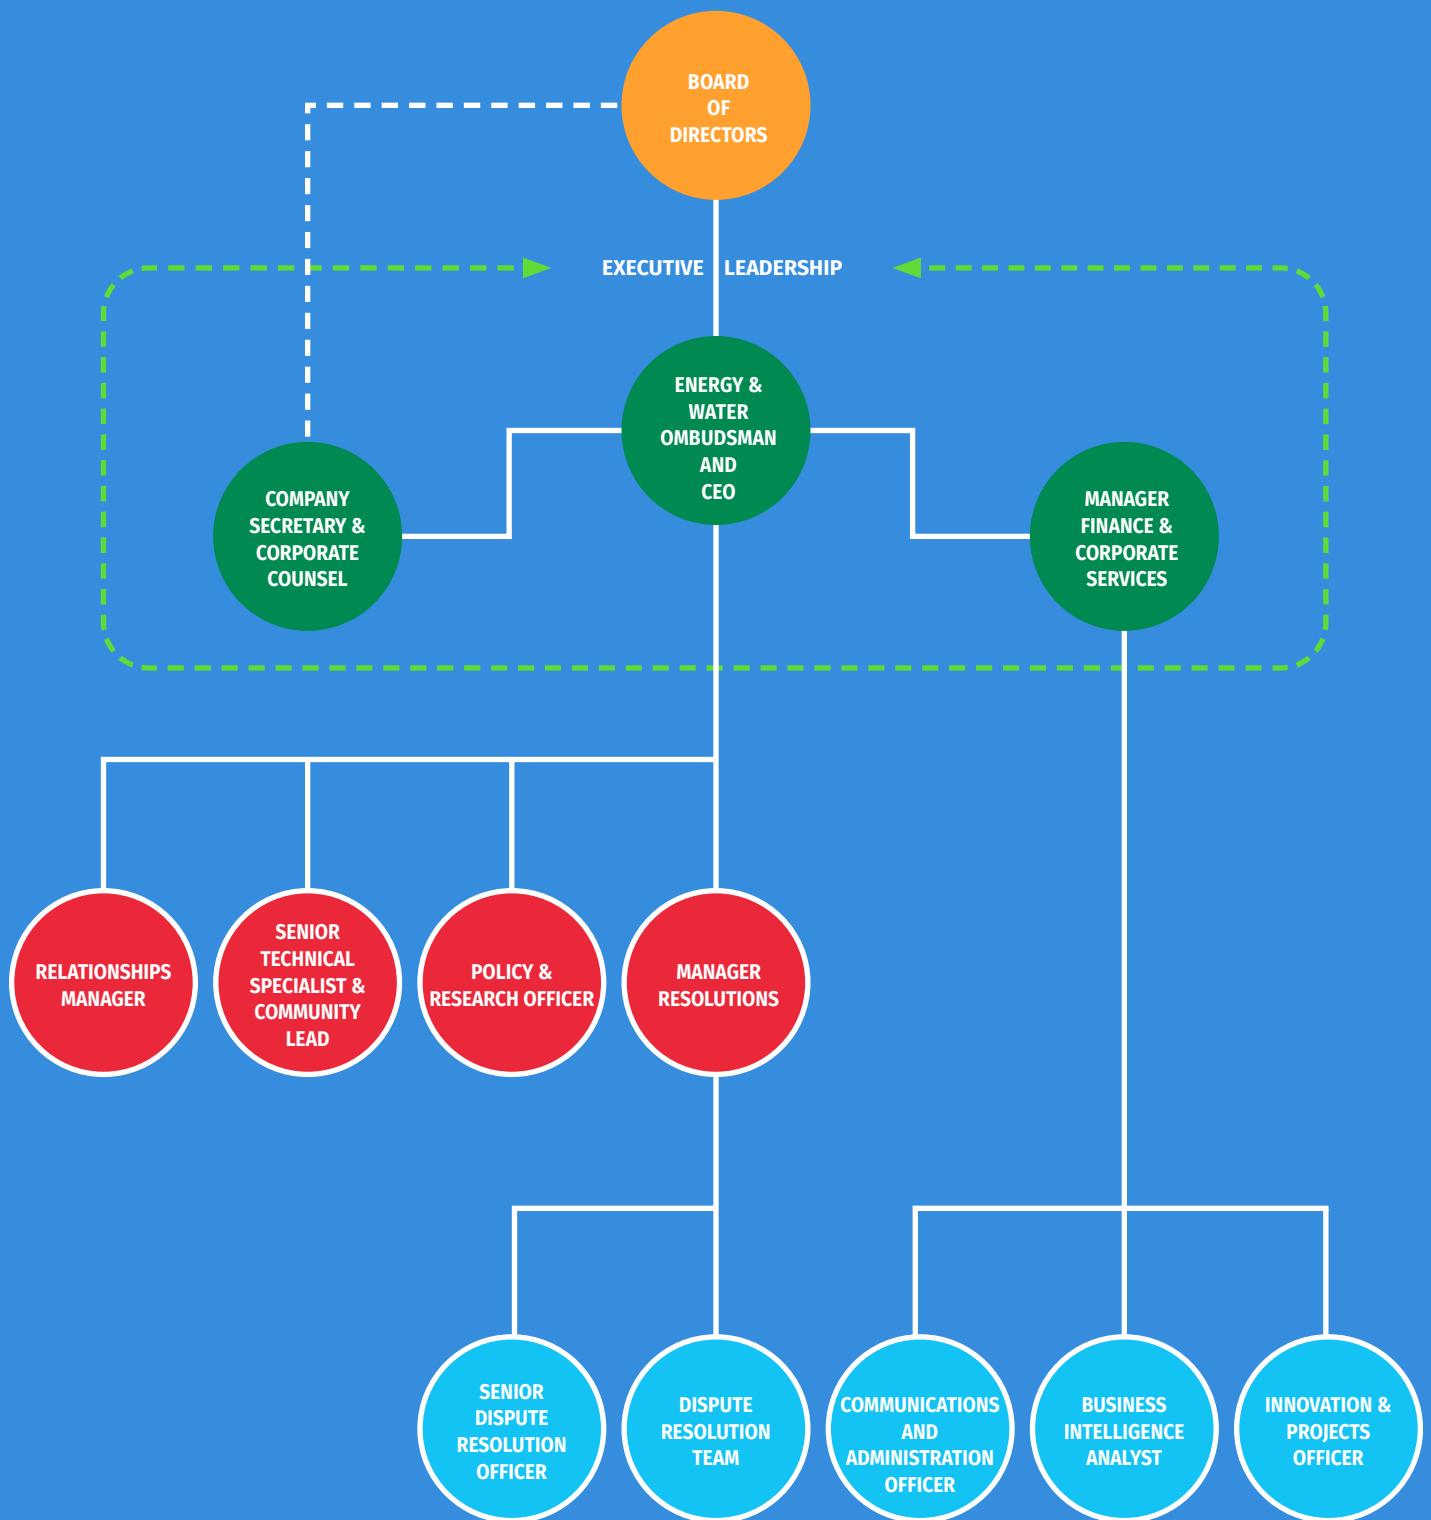 BOARD
OF
DIRECTORS
EXECUTIVE LEADERSHIP
ENERGY &
WATER
OMBUDSMAN
AND
CEO
COMPANY
SECRETARY &
CORPORATE
COUNSEL
MANAGER
FINANCE &
CORPORATE
SERVICES
RELATIONSHIPS
MANAGER
SENIOR
TECHNICAL
SPECIALIST &
COMMUNITY
LEAD
POLICY &
RESEARCH OFFICER
MANAGER
RESOLUTIONS
SENIOR
DISPUTE
RESOLUTION
OFFICER
DISPUTE
RESOLUTION
TEAM
COMMUNICATIONS
AND
ADMINISTRATION
OFFICER
BUSINESS
INTELLIGENCE
ANALYST
INNOVATION &
PROJECTS
OFFICER